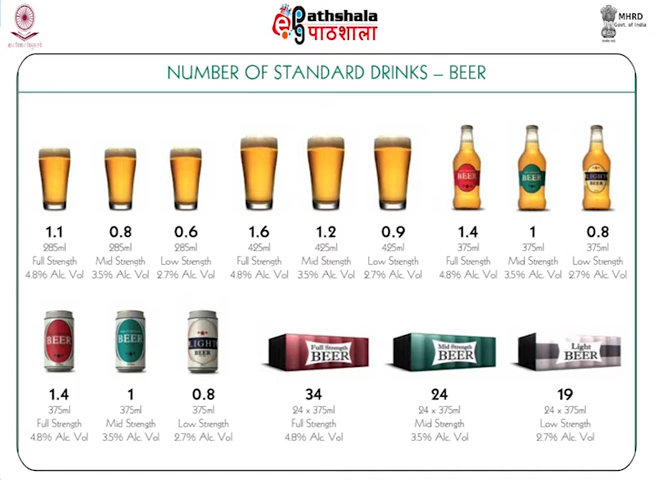 Pathshala
पाठशाला
MHRD
Govt. of India
NUMBER OF STANDARD DRINKS – BEER
BEER BEER LIGHT BEER
1.1 0.8 0.6 1.6 1.2 0.9 1.4 1 0.8
285ml 285ml 285ml 425ml 425ml 425ml 375ml 375ml 375ml
Full Strength Mid Strength Low Strength Full Strength Mid Strength Low Strength Full Strength Mid Strength Low Strength
4.8% Alc. Vol 3.5% Alc. Vol 2.7% Alc. Vol 4.8% Alc. Vol 3.5% Alc. Vol 2.7% Alc. Vol 4.8% Alc. Vol 3.5% Alc. Vol 2.7% Alc. Vol
BEER BEER LIGHT BEER Full Strength BEER Mid Strength BEER Light BEER
1.4 1 0.8 34 24 19
375ml 375ml 375ml 24 x 375ml 24 x 375ml 24 x 375ml
Full Strength Mid Strength Low Strength Full Strength Mid Strength Low Strength
4.8% Alc. Vol 3.5% Alc. Vol 2.7% Alc. Vol 4.8% Alc. Vol 3.5% Alc. Vol 2.7% Alc. Vol